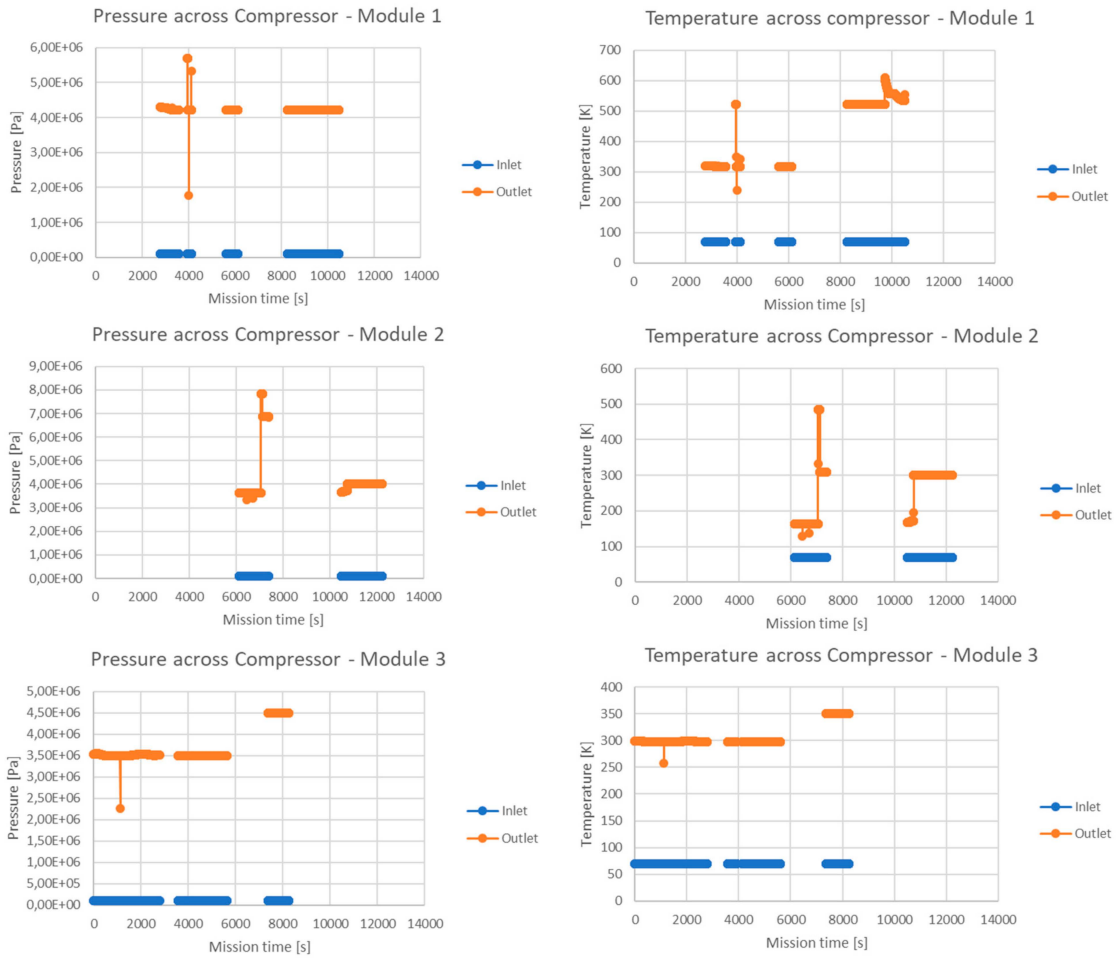 Pressure across Compressor - Module 1
6,00E+06
5,00E+06
4,00E+06
3,00E+06
2,00E+06
1,00E+06
0,00E+00
0 2000 4000 6000 8000 10000 12000 14000
Pressure [Pa]
Mission time [s]
Inlet
Outlet
Temperature across compressor - Module 1
700
600
500
400
300
200
100
0
0 2000 4000 6000 8000 10000 12000 14000
Temperature [K]
Mission time [s]
Inlet
Outlet
Pressure across Compressor - Module 2
9,00E+06
8,00E+06
7,00E+06
6,00E+06
5,00E+06
4,00E+06
3,00E+06
2,00E+06
1,00E+06
0,00E+00
0 2000 4000 6000 8000 10000 12000 14000
Pressure [Pa]
Mission time [s]
Inlet
Outlet
Temperature across Compressor - Module 2
600
500
400
300
200
100
0
0 2000 4000 6000 8000 10000 12000 14000
Temperature [K]
Mission time [s]
Inlet
Outlet
Pressure across Compressor - Module 3
5,00E+06
4,50E+06
4,00E+06
3,50E+06
3,00E+06
2,50E+06
2,00E+06
1,50E+06
1,00E+06
5,00E+05
0,00E+00
0 2000 4000 6000 8000 10000 12000 14000
Pressure [Pa]
Mission time [s]
Inlet
Outlet
Temperature across Compressor - Module 3
400
350
300
250
200
150
100
50
0
0 2000 4000 6000 8000 10000 12000 14000
Temperature [K]
Mission time [s]
Inlet
Outlet